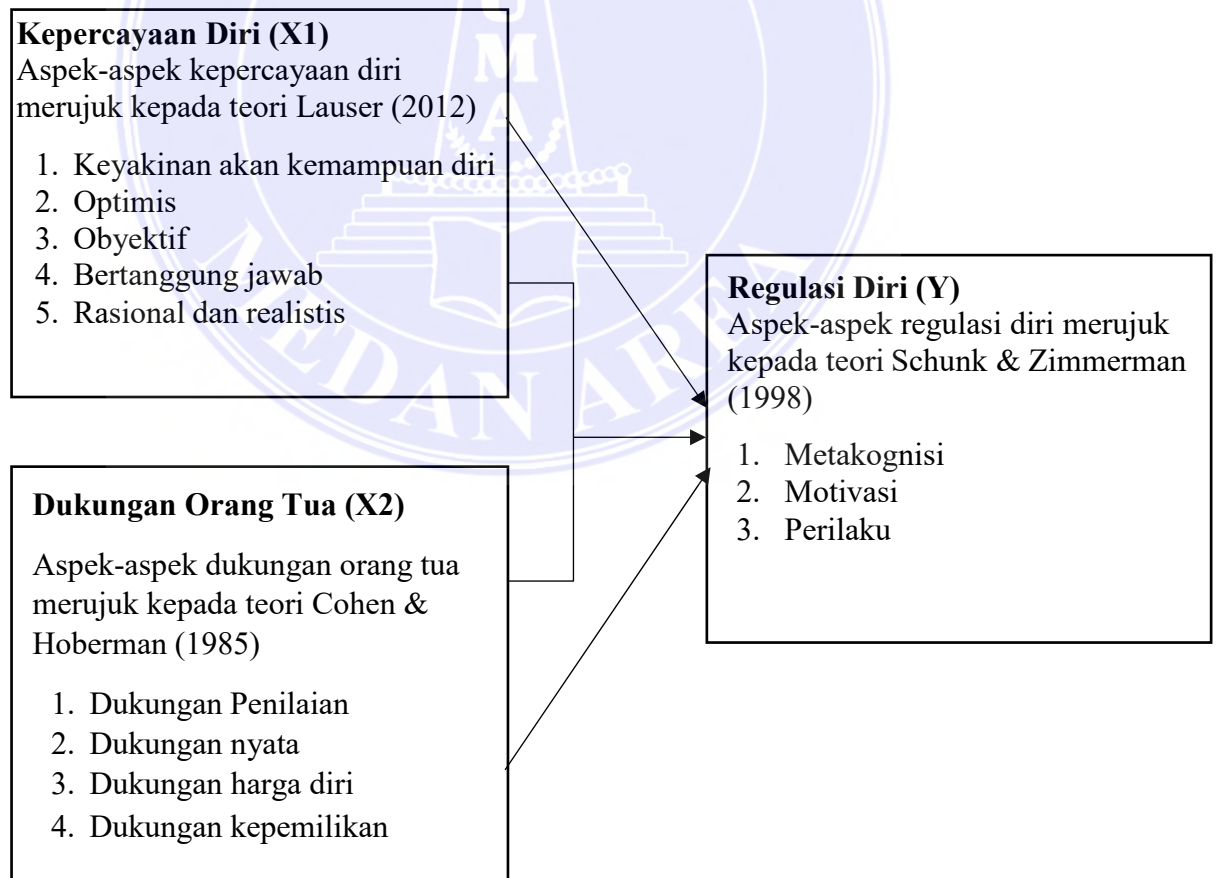 Kepercayaan Diri (X1)
Aspek-aspek kepercayaan diri
merujuk kepada teori Lauser (2012)
1. Keyakinan akan kemampuan diri
2. Optimis
3. Obyektif
4. Bertanggung jawab
5. Rasional dan realistis
Regulasi Diri (Y)
Aspek-aspek regulasi diri merujuk
kepada teori Schunk & Zimmerman
(1998)
1. Metakognisi
2. Motivasi
3. Perilaku
Dukungan Orang Tua (X2)
Aspek-aspek dukungan orang tua
merujuk kepada teori Cohen &
Hoberman (1985)
1. Dukungan Penilaian
2. Dukungan nyata
3. Dukungan harga diri
4. Dukungan kepemilikan
UMA
MEDAN AREA